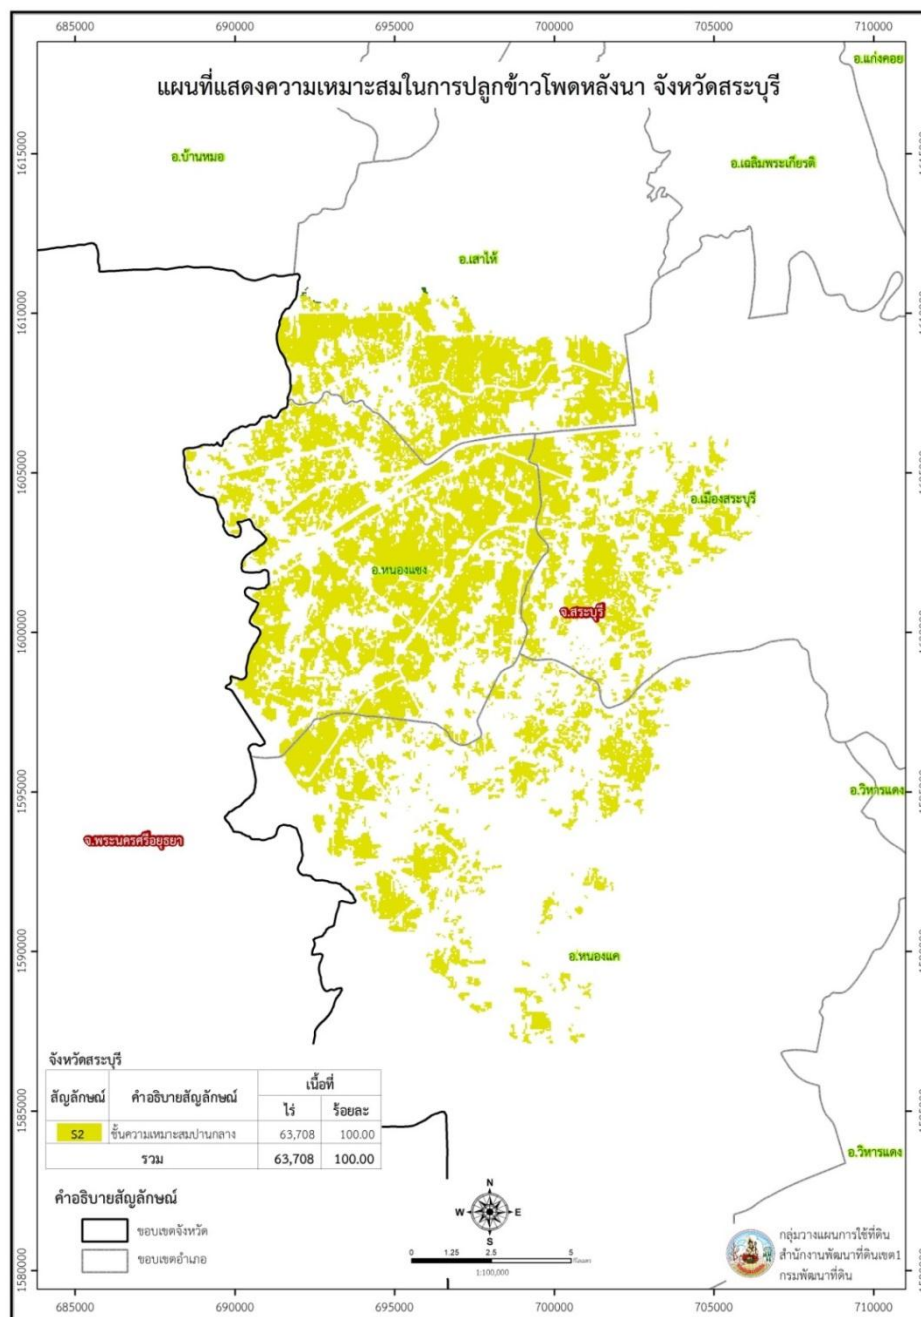 685000 690000 695000 700000 705000 710000
อ.แก่งคอย
แผนที่แสดงความเหมาะสมในการปลูกข้าวโพดหลังนา จังหวัดสระบุรี
1615000
อ.บ้านหมอ
อ.เฉลิมพระเกียรติ
1615000
อ.เสาไห้
1610000
1610000
1605000
อ.เมืองสระบุรี
1605000
อ.หนองแซง
จ.สระบุรี
1600000
1600000
1595000
อ.วิหารแดง
1595000
จ.พระนครศรีอยุธยา
1590000
อ.หนองแค
1590000
จังหวัดสระบุรี
สัญลักษณ์ คำอธิบายสัญลักษณ์ เนื้อที่
ไร่ ร้อยละ
S2 ชั้นความเหมาะสมปานกลาง 63,708 100.00
รวม 63,708 100.00
1585000
1585000
อ.วิหารแดง
คำอธิบายสัญลักษณ์
ขอบเขตจังหวัด
ขอบเขตอำเภอ
N
W E
S
0 1.25 2.5 5
กิโลเมตร
1:100,000
กลุ่มวางแผนการใช้ที่ดิน
สำนักงานพัฒนาที่ดินเขต1
กรมพัฒนาที่ดิน
1580000
1580000
685000 690000 695000 700000 705000 710000